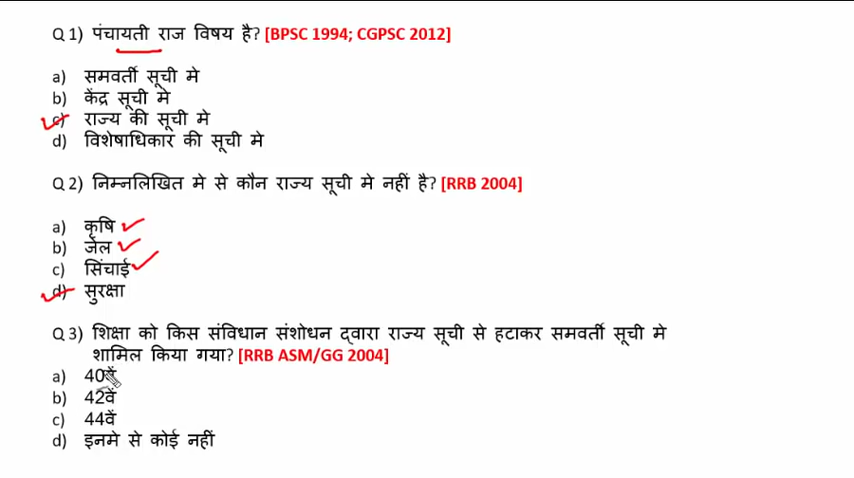 Q 1) पंचायती राज विषय है? [BPSC 1994; CGPSC 2012]
a) समवर्ती सूची मे
b) केंद्र सूची मे
c) राज्य की सूची मे
d) विशेषाधिकार की सूची मे
Q 2) निम्नलिखित मे से कौन राज्य सूची मे नहीं है? [RRB 2004]
a) कृषि
b) जेल
c) सिंचाई
d) सुरक्षा
Q 3) शिक्षा को किस संविधान संशोधन द्वारा राज्य सूची से हटाकर समवर्ती सूची मे
शामिल किया गया? [RRB ASM/GG 2004]
a) 40वें
b) 42वें
c) 44वें
d) इनमे से कोई नहीं